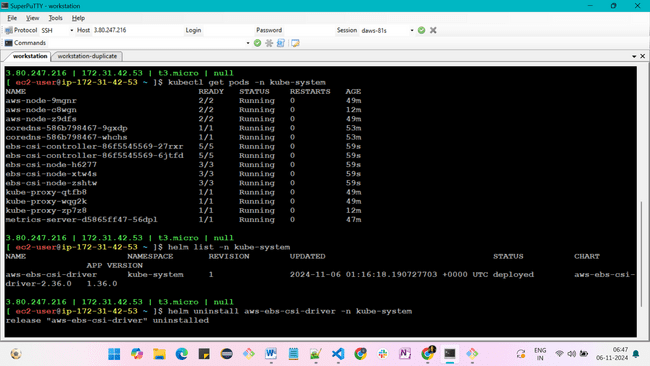 SuperPuTTY - workstation
File View Tools Help
Protocol SSH Host 3.80.247.216 Login Password Session daws-81s
Commands
workstation workstation-duplicate
3.80.247.216 | 172.31.42.53 | t3.micro | null
[ ec2-user@ip-172-31-42-53 ~ ]$ kubectl get pods -n kube-system
NAME READY STATUS RESTARTS AGE
aws-node-9mgnr 2/2 Running 0 49m
aws-node-c8wgn 2/2 Running 0 12m
aws-node-z9dfs 2/2 Running 0 49m
coredns-586b798467-9gxdp 1/1 Running 0 53m
coredns-586b798467-whchs 1/1 Running 0 53m
ebs-csi-controller-86f5545569-27rxr 5/5 Running 0 59s
ebs-csi-controller-86f5545569-6jtfd 5/5 Running 0 59s
ebs-csi-node-h6277 3/3 Running 0 59s
ebs-csi-node-xtw4s 3/3 Running 0 59s
ebs-csi-node-zshtw 3/3 Running 0 59s
kube-proxy-qtfb8 1/1 Running 0 49m
kube-proxy-wqg2k 1/1 Running 0 49m
kube-proxy-zp7z8 1/1 Running 0 12m
metrics-server-d5865ff47-56dpl 1/1 Running 0 47m
3.80.247.216 | 172.31.42.53 | t3.micro | null
[ ec2-user@ip-172-31-42-53 ~ ]$ helm list -n kube-system
NAME NAMESPACE REVISION UPDATED STATUS CHART
APP VERSION
aws-ebs-csi-driver kube-system 1 2024-11-06 01:16:18.190727703 +0000 UTC deployed aws-ebs-csi-
driver-2.36.0 1.36.0
3.80.247.216 | 172.31.42.53 | t3.micro | null
[ ec2-user@ip-172-31-42-53 ~ ]$ helm uninstall aws-ebs-csi-driver -n kube-system
release "aws-ebs-csi-driver" uninstalled
ENG 06:47
IN 06-11-2024